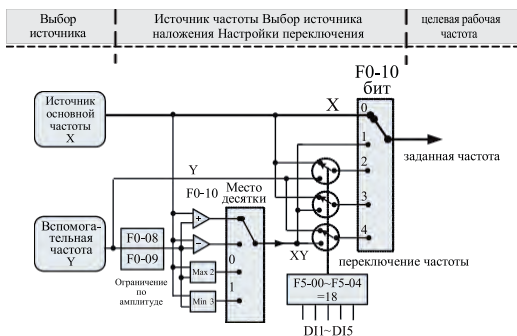 Выбор
источника
Источник частоты Выбор источника
наложения Настройки переключения
целевая рабочая
частота
F0-10
бит
Источник
основной
частоты
X
X
0
1
2
3
4
заданная частота
Y
F0-10
Место
десятки
Вспомога-
тельная
частота
Y
F0-08
F0-09
Ограничение
по
амплитуде
+
−
Max 2
Min 3
0
1
XY
переключение частоты
F5-00~F5-04
=18
DI1~DI5